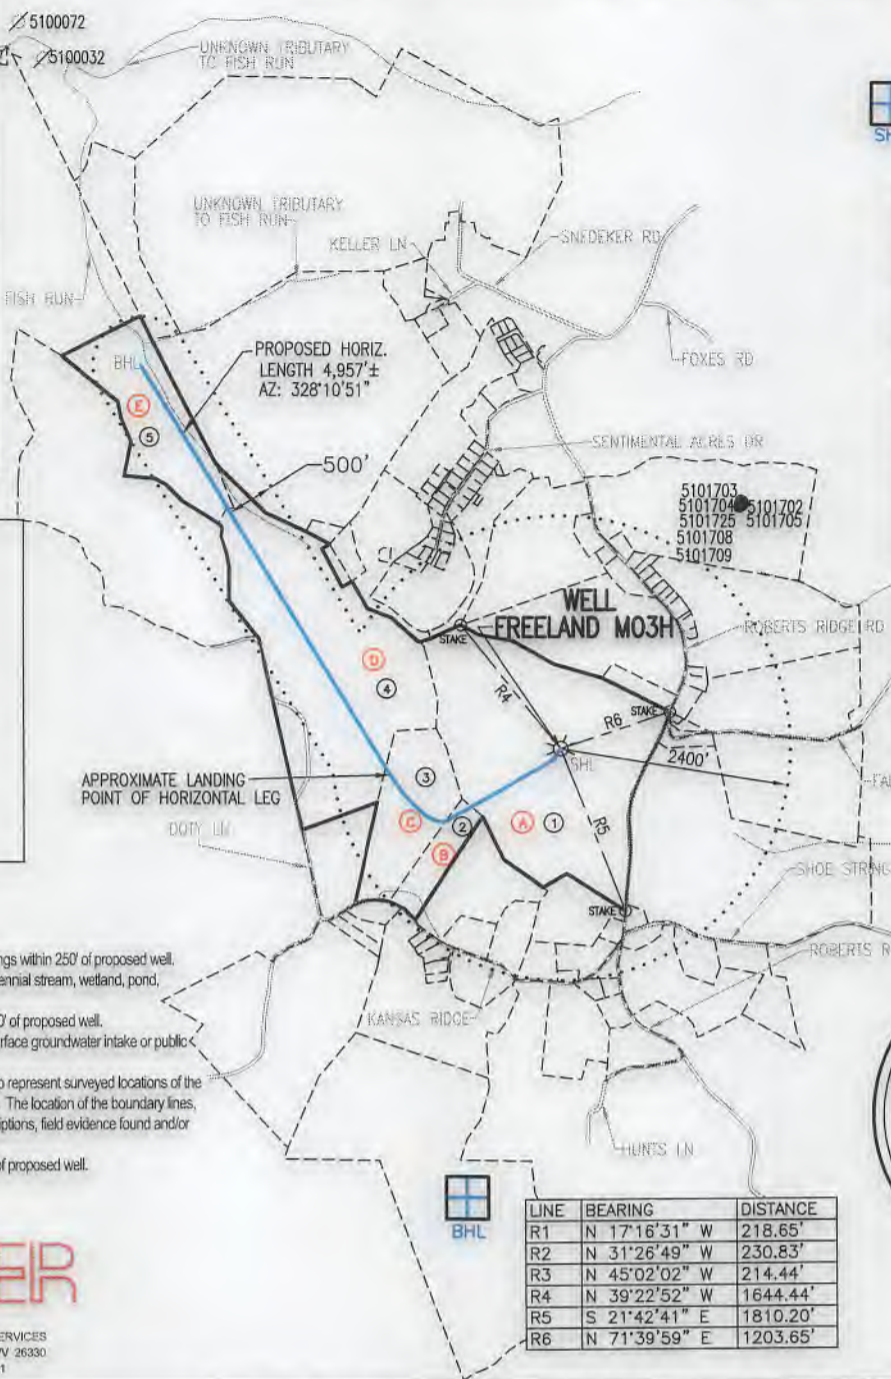 5100072
5100032
UNKNOWN TRIBUTARY
TO FISH RUN
SH
UNKNOWN TRIBUTARY
TO FISH RUN
KELLER LN
SNEDEKER RD
FISH RUN
BHL
PROPOSED HORIZ.
LENGTH 4,957'±
AZ: 328°10'51"
FOXES RD
E
5
500'
SENTIMENTAL ACRES DR
5101703
5101704 5101702
5101725 5101705
5101708
5101709
WELL
FREELAND M03H
ROBERTS RIDGE RD
STAKE
D
4
R4
R6
STAKE
SHL
2400'
3
APPROXIMATE LANDING
POINT OF HORIZONTAL LEG
FA
C
2
A
1
R5
DOTY LN
B
SHOE STRING
STAKE
ROBERTS R
ngs within 250' of proposed well.
ennial stream, wetland, pond,
0' of proposed well.
rface groundwater intake or public
KANSAS RIDGE
o represent surveyed locations of the
The location of the boundary lines,
iptions, field evidence found and/or
HUNTS LN
of proposed well.
BHL
LINE BEARING DISTANCE
R1 N 17°16'31" W 218.65'
R2 N 31°26'49" W 230.83'
R3 N 45°02'02" W 214.44'
R4 N 39°22'52" W 1644.44'
R5 S 21°42'41" E 1810.20'
R6 N 71°39'59" E 1203.65'
ER
ERVICES
WV 26330
1